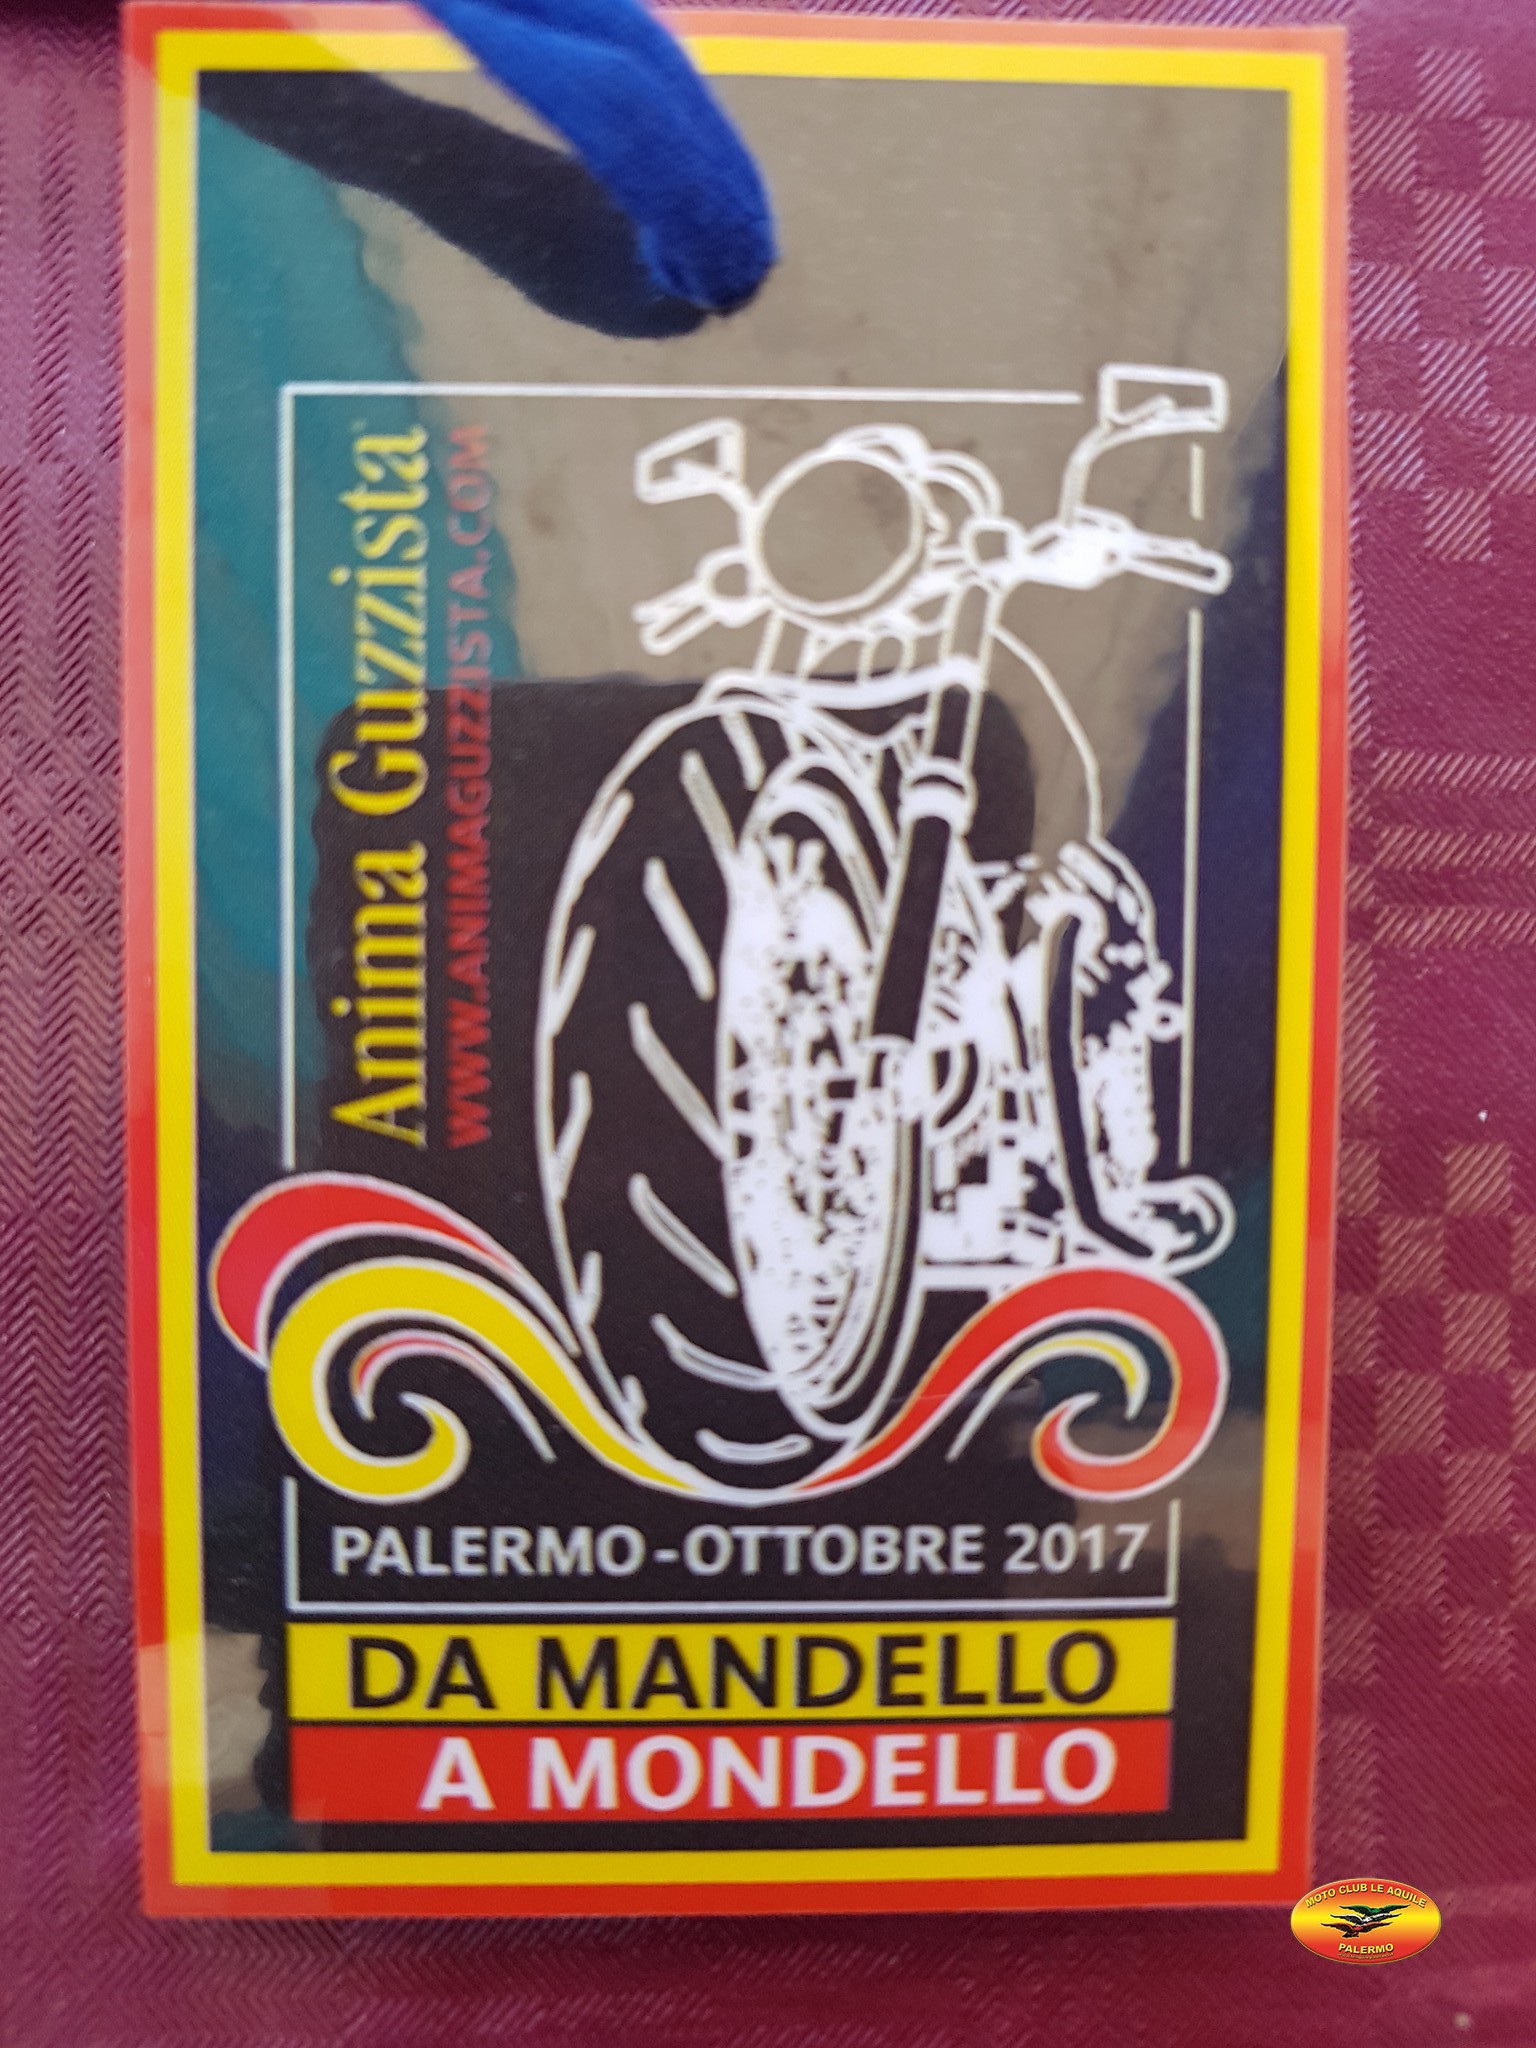 Anima Guzzista
WWW.ANIMAGUZZISTA.COM
PALERMO-OTTOBRE 2017
DA MANDELLO
A MONDELLO
MOTO CLUB LE AQUILE
PALERMO